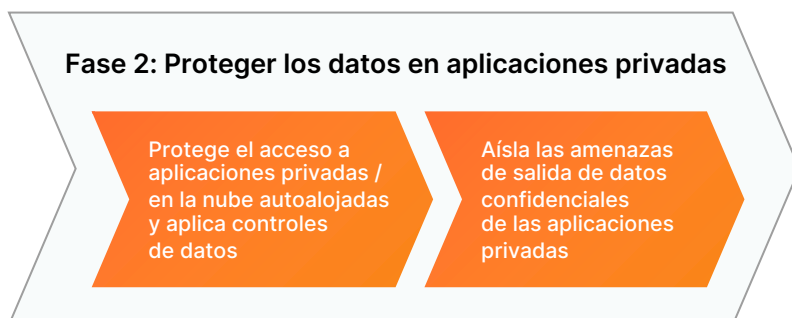 Fase 2: Proteger los datos en aplicaciones privadas
Protege el acceso a
aplicaciones privadas /
en la nube autoalojadas
y aplica controles
de datos
Aísla las amenazas
de salida de datos
confidenciales
de las aplicaciones
privadas